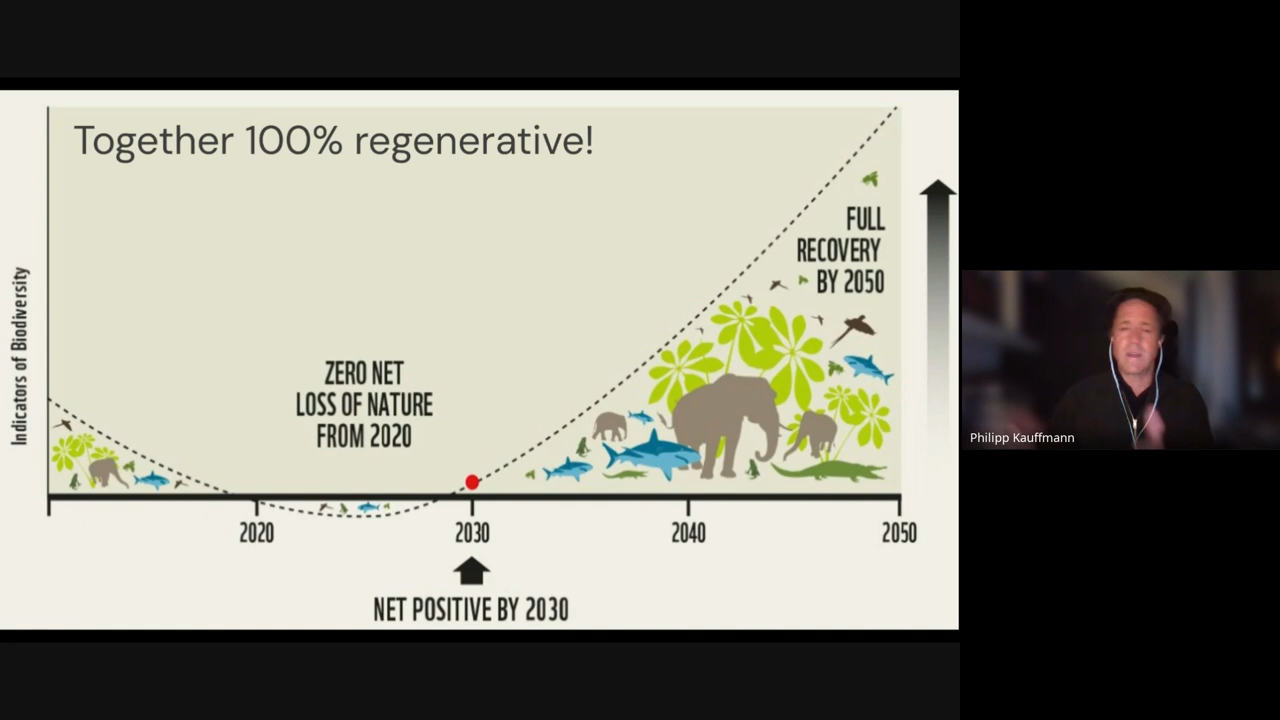 Together 100% regenerative!
Indicators of Biodiversity
FULL
RECOVERY
BY 2050
ZERO NET
LOSS OF NATURE
FROM 2020
2020
2030
2040
2050
NET POSITIVE BY 2030
Philipp Kauffmann